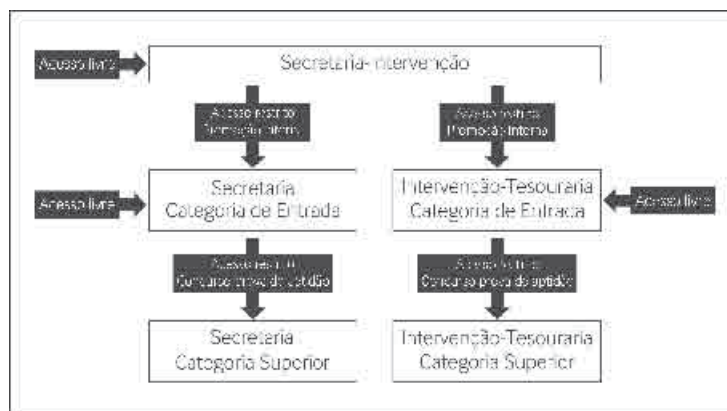 Acesso livre
Secretaria-Intervenção
Acesso restrito
Promoção Interna
Acesso restrito
Promoção Interna
Acesso livre
Secretaria
Categoria de Entrada
Intervenção-Tesouraria
Categoria de Entrada
Acesso livre
Acesso restrito
Concurso prova de aptidão
Acesso restrito
Concurso prova de aptidão
Secretaria
Categoria Superior
Intervenção-Tesouraria
Categoria Superior